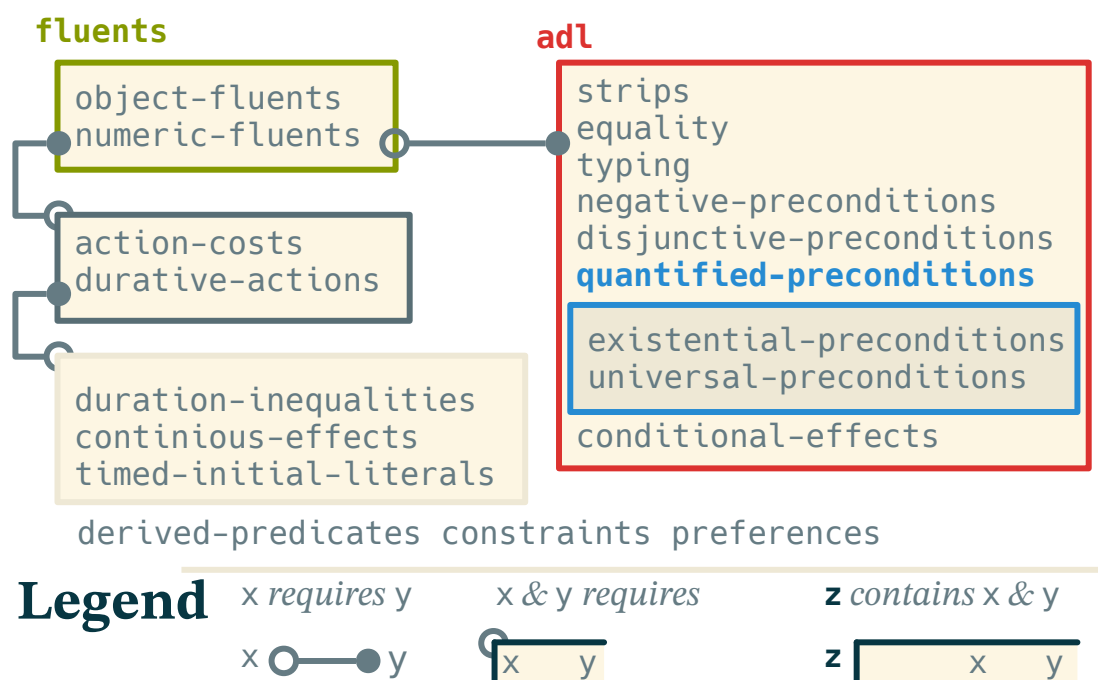 fluents
object-fluents
numeric-fluents
action-costs
durative-actions
duration-inequalities
continious-effects
timed-initial-literals
adl
strips
equality
typing
negative-preconditions
disjunctive-preconditions
quantified-preconditions
existential-preconditions
universal-preconditions
conditional-effects
derived-predicates constraints preferences
Legend
x requires y
x & y requires
z contains x & y
x y
x y
z x y